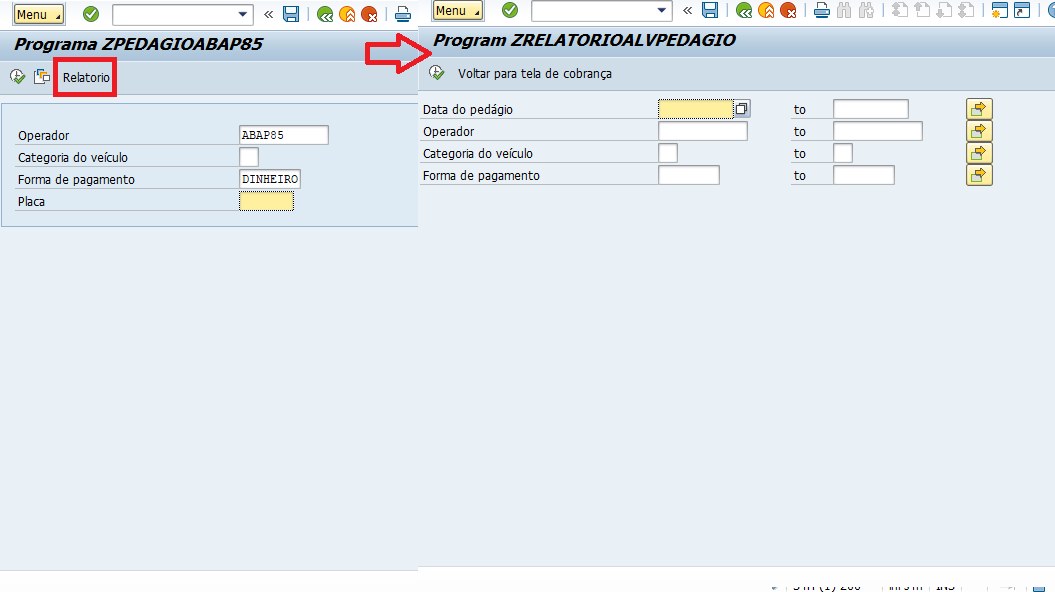 Menu
Programa ZPEDAGIOABAP85
Relatorio
Operador ABAP85
Categoria do veículo
Forma de pagamento DINHEIRO
Placa
Menu
Program ZRELATORIOALVPEDAGIO
Voltar para tela de cobrança
Data do pedágio to
Operador to
Categoria do veículo to
Forma de pagamento to